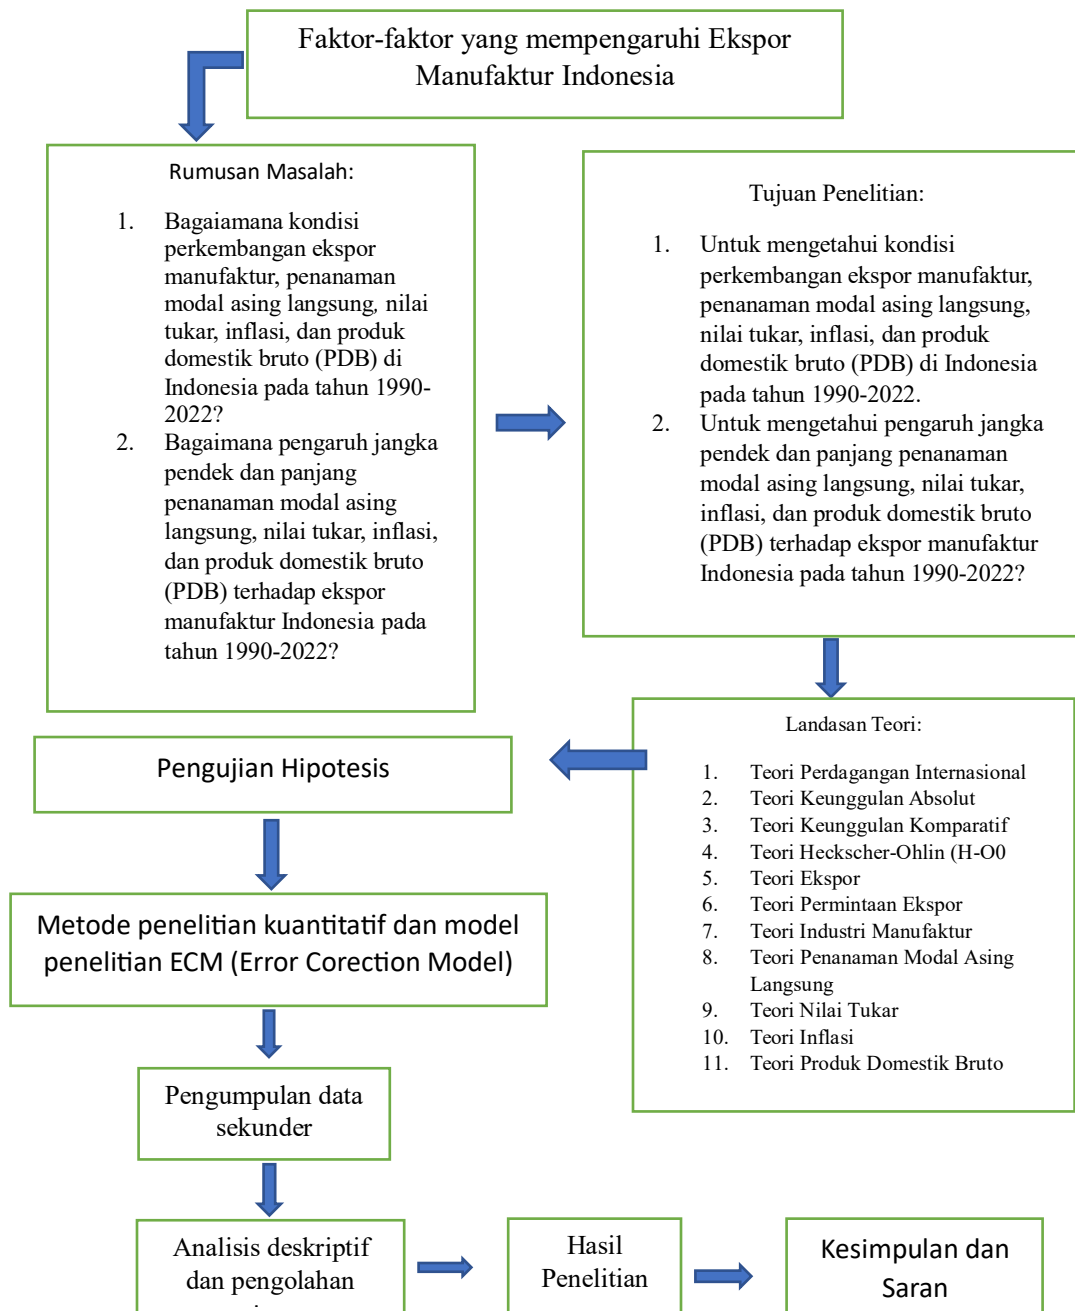 Faktor-faktor yang mempengaruhi Ekspor
Manufaktur Indonesia
Rumusan Masalah:
1. Bagaiamana kondisi
perkembangan ekspor
manufaktur, penanaman
modal asing langsung, nilai
tukar, inflasi, dan produk
domestik bruto (PDB) di
Indonesia pada tahun 1990-
2022?
2. Bagaimana pengaruh jangka
pendek dan panjang
penanaman modal asing
langsung, nilai tukar, inflasi,
dan produk domestik bruto
(PDB) terhadap ekspor
manufaktur Indonesia pada
tahun 1990-2022?
Tujuan Penelitian:
1. Untuk mengetahui kondisi
perkembangan ekspor manufaktur,
penanaman modal asing langsung,
nilai tukar, inflasi, dan produk
domestik bruto (PDB) di Indonesia
pada tahun 1990-2022.
2. Untuk mengetahui pengaruh jangka
pendek dan panjang penanaman
modal asing langsung, nilai tukar,
inflasi, dan produk domestik bruto
(PDB) terhadap ekspor manufaktur
Indonesia pada tahun 1990-2022?
Landasan Teori:
1. Teori Perdagangan Internasional
2. Teori Keunggulan Absolut
3. Teori Keunggulan Komparatif
4. Teori Heckscher-Ohlin (H-O0
5. Teori Ekspor
6. Teori Permintaan Ekspor
7. Teori Industri Manufaktur
8. Teori Penanaman Modal Asing
Langsung
9. Teori Nilai Tukar
10. Teori Inflasi
11. Teori Produk Domestik Bruto
Pengujian Hipotesis
Metode penelitian kuantitatif dan model
penelitian ECM (Error Corection Model)
Pengumpulan data
sekunder
Analisis deskriptif
dan pengolahan
Hasil
Penelitian
Kesimpulan dan
Saran